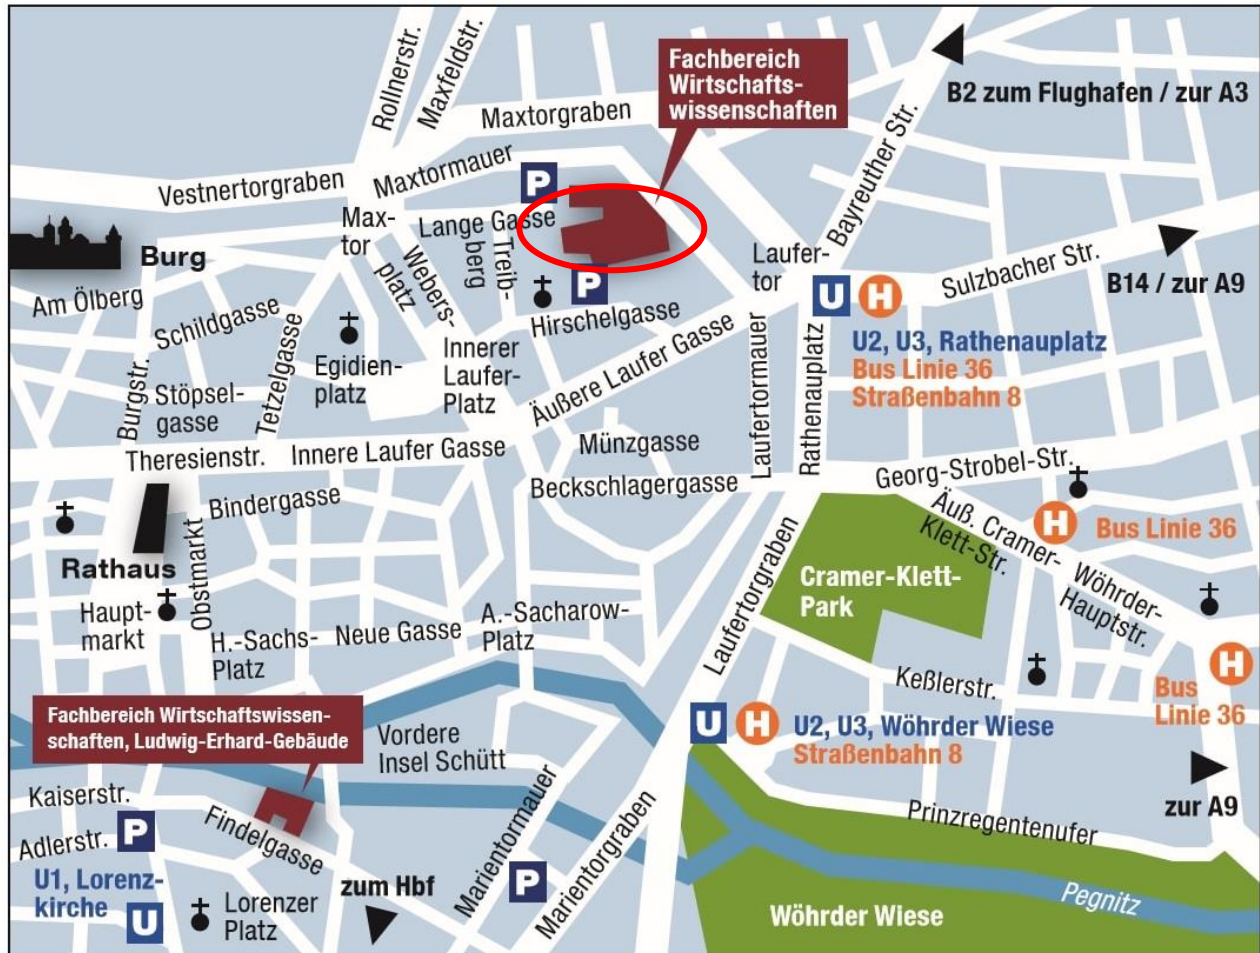 Rollnerstr.
Maxfeldstr.
Fachbereich
Wirtschafts-
wissenschaften
B2 zum Flughafen / zur A3
Maxtorgraben
Bayreuther Str.
Vestnertorgraben
Maxtormauer
P
Max-
tor
Lange Gasse
Treib-
berg
Webers-
platz
Burg
Am Ölberg
Schildgasse
Tetzelgasse
Burgstr.
Stöpsel-
gasse
Egidien-
platz
Innerer
Laufer-
Platz
P
Hirschelgasse
Äußere Laufer Gasse
Laufer-
tor
Laufertormauer
Rathenauplatz
U
H
Sulzbacher Str.
B14 / zur A9
U2, U3, Rathenauplatz
Bus Linie 36
Straßenbahn 8
Theresienstr.
Innere Laufer Gasse
Münzgasse
Beckschlagergasse
Georg-Strobel-Str.
Bindergasse
Obstmarkt
Rathaus
Haupt-
markt
H.-Sachs-
Platz
Neue Gasse
A.-Sacharow-
Platz
Laufertorgraben
Cramer-Klett-
Park
Äuß. Cramer-
Klett-Str.
H
Bus Linie 36
Wöhrder-
Hauptstr.
Keßlerstr.
H
Bus
Linie 36
Fachbereich Wirtschaftswissen-
schaften, Ludwig-Erhard-Gebäude
Vordere
Insel Schütt
U
H
U2, U3, Wöhrder Wiese
Straßenbahn 8
zur A9
Kaiserstr.
Adlerstr.
P
Findelgasse
Marientormauer
Marientorgraben
Prinzregentenufer
U1, Lorenz-
kirche
U
Lorenzer
Platz
zum Hbf
P
Wöhrder Wiese
Pegnitz